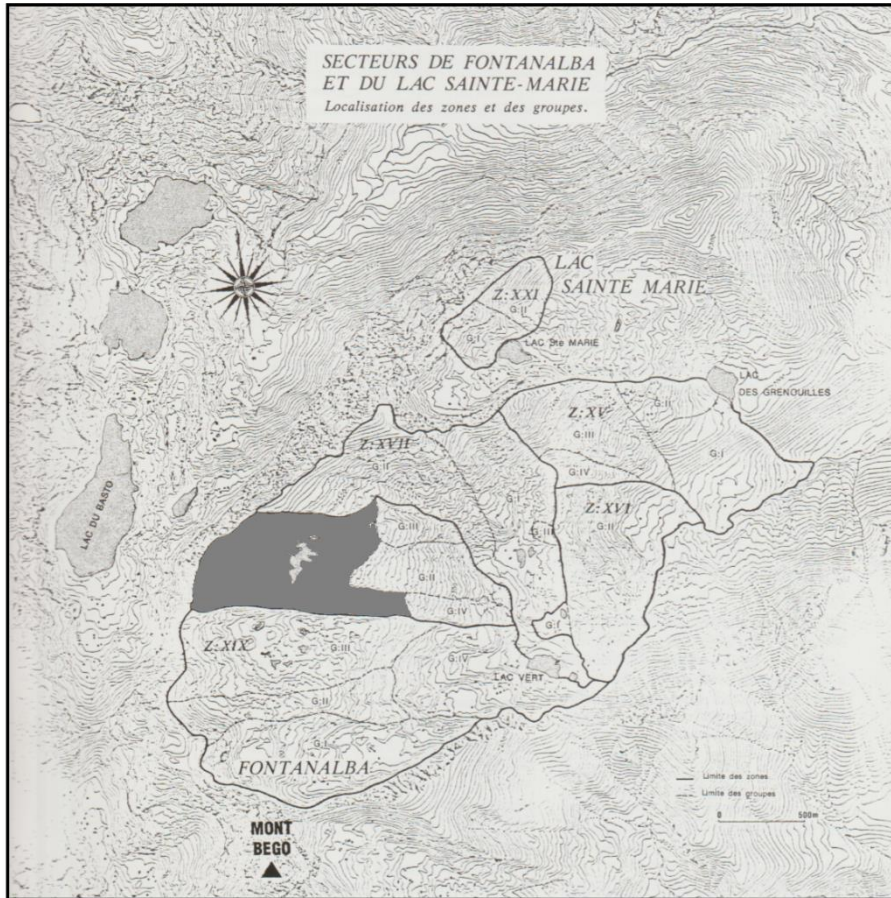 SECTEURS DE FONTANALBA
ET DU LAC SAINTE-MARIE
Localisation des zones et des groupes.
LAC
SAINTE MARIE
Z:XXI
G:II
G:I
LAC Ste MARIE
LAC
DES GRENOUILLES
Z:XV
G:II
G:III
G:I
G:IV
Z:XVII
G:II
G:I
Z:XVI
G:II
G:III
LAC DU BASTO
G:III
G:II
G:IV
G:I
Z:XIX
G:III
G:IV
LAC VERT
G:II
G:I
FONTANALBA
MONT
BEGO
Limite des zones
Limite des groupes
0 500m